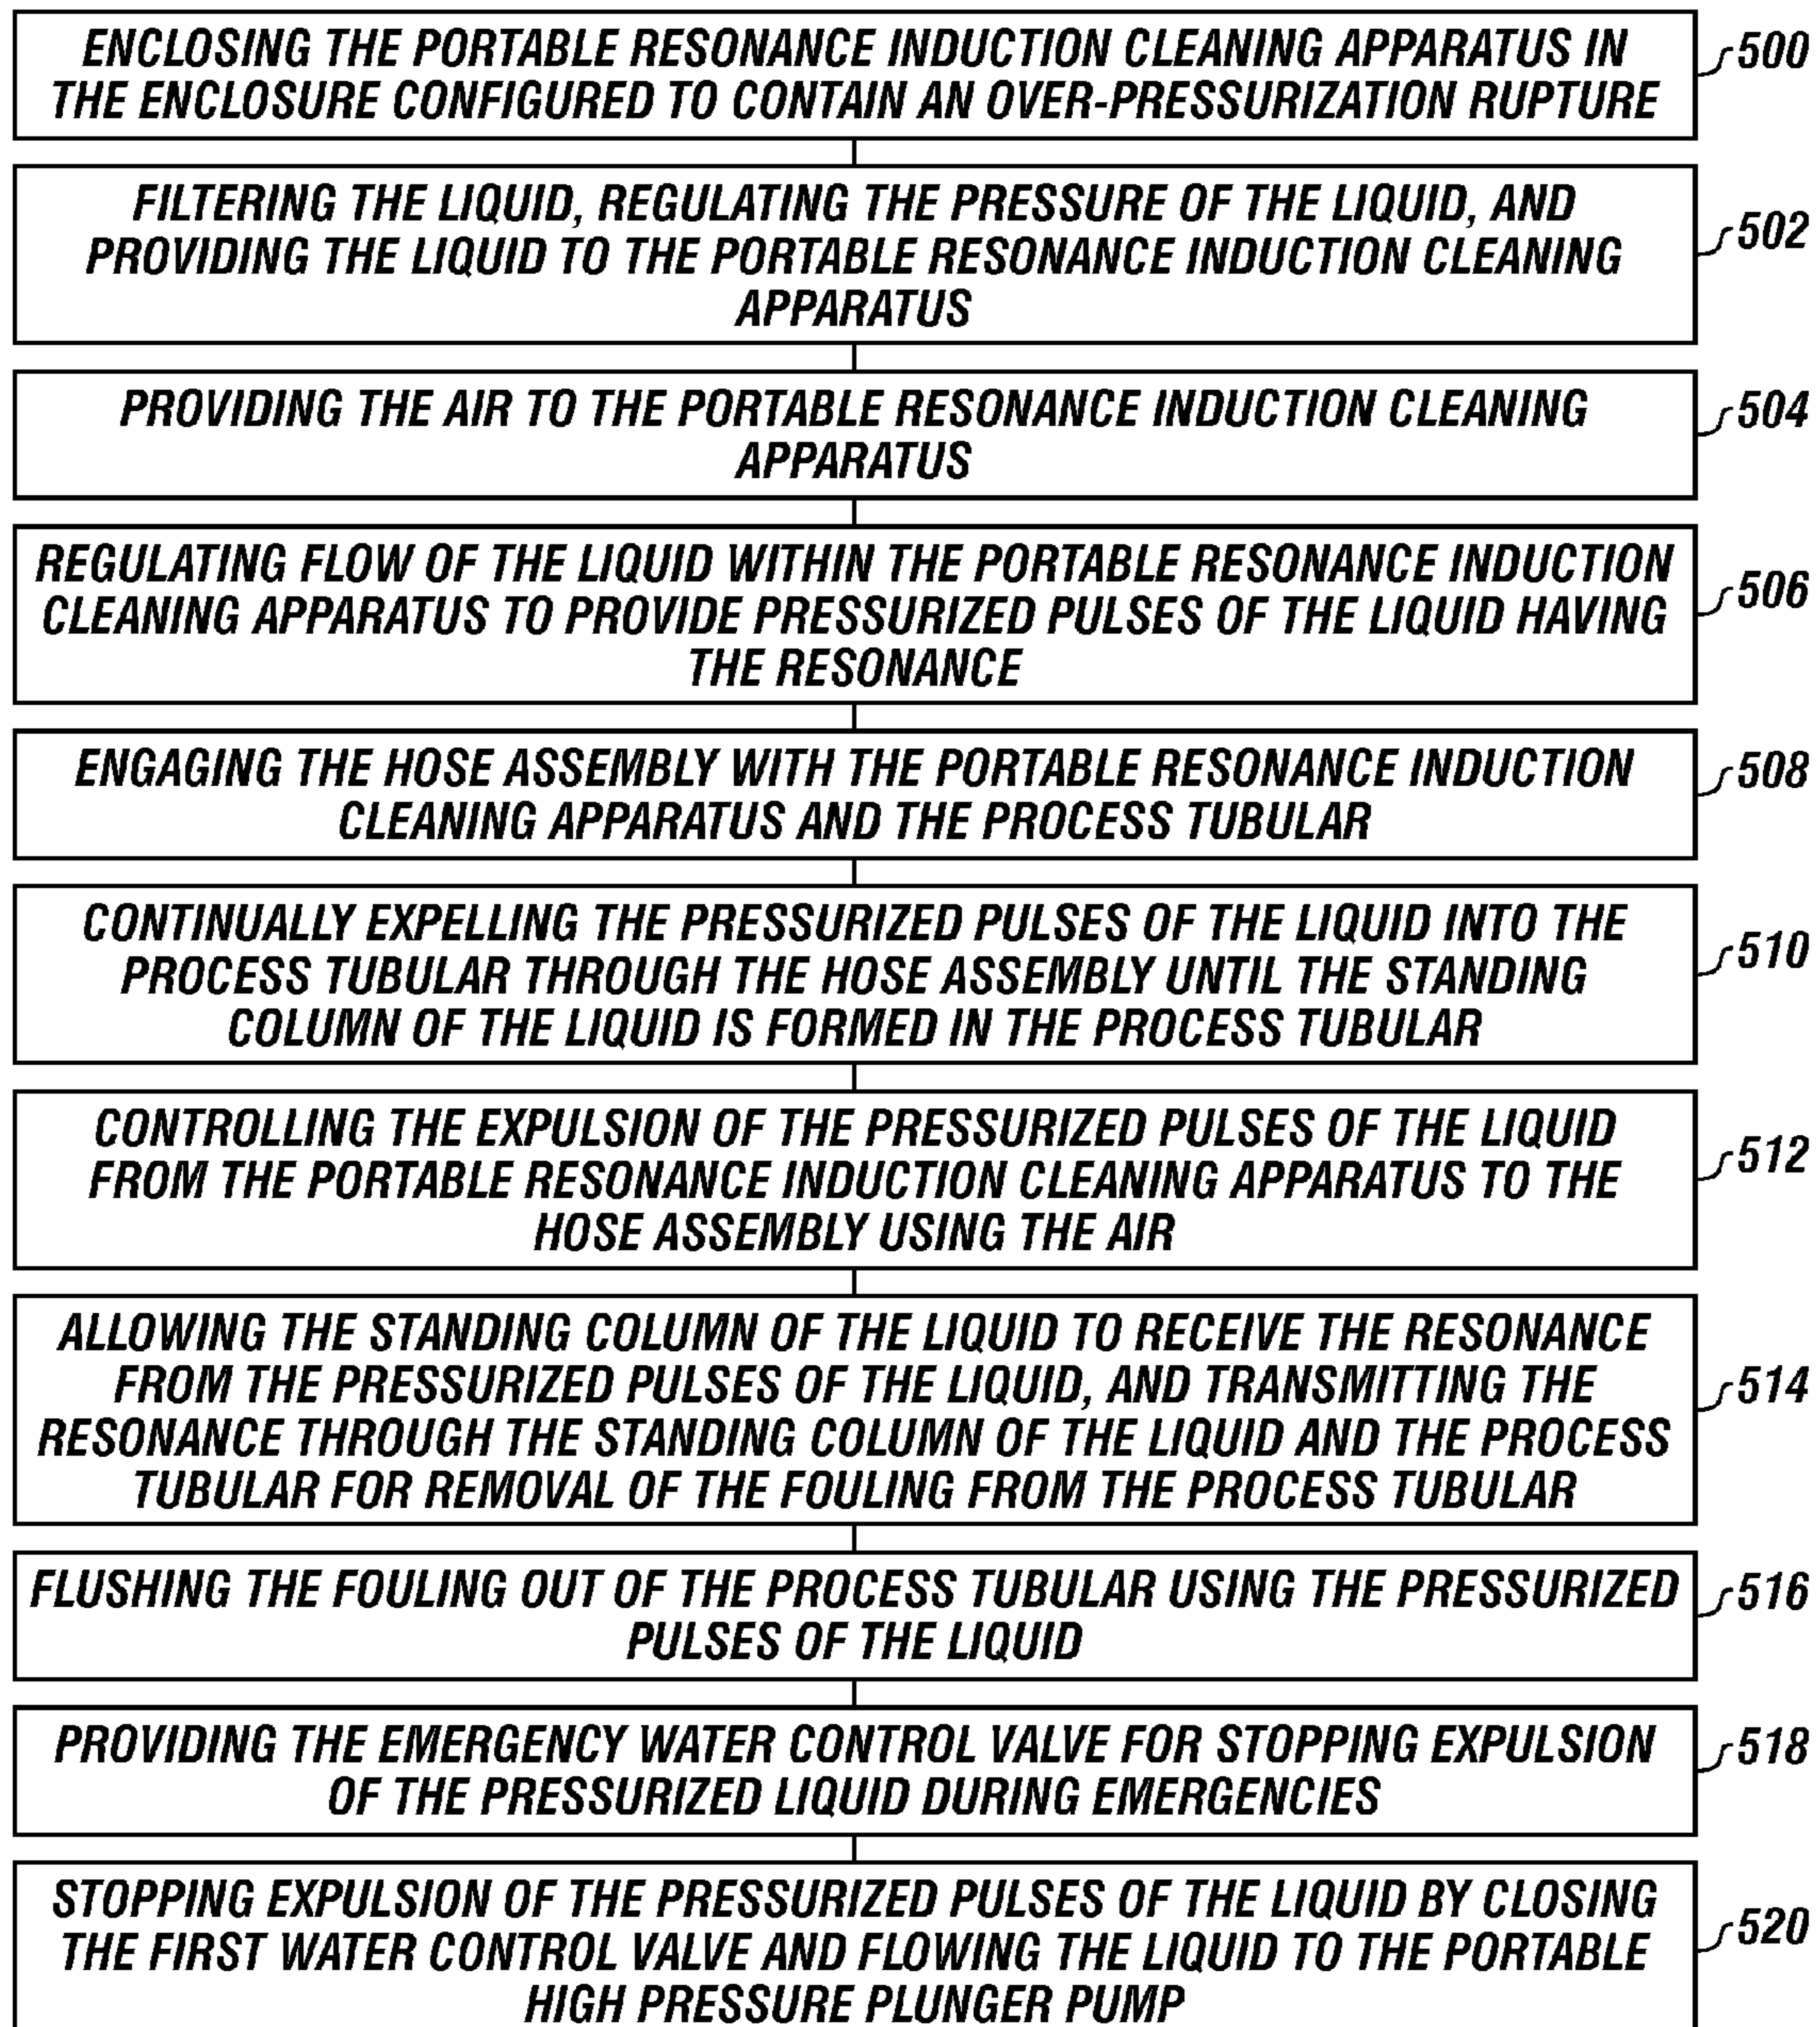 ENCLOSING THE PORTABLE RESONANCE INDUCTION CLEANING APPARATUS IN
THE ENCLOSURE CONFIGURED TO CONTAIN AN OVER-PRESSURIZATION RUPTURE
500
FILTERING THE LIQUID, REGULATING THE PRESSURE OF THE LIQUID, AND
PROVIDING THE LIQUID TO THE PORTABLE RESONANCE INDUCTION CLEANING
APPARATUS
502
PROVIDING THE AIR TO THE PORTABLE RESONANCE INDUCTION CLEANING
APPARATUS
504
REGULATING FLOW OF THE LIQUID WITHIN THE PORTABLE RESONANCE INDUCTION
CLEANING APPARATUS TO PROVIDE PRESSURIZED PULSES OF THE LIQUID HAVING
THE RESONANCE
506
ENGAGING THE HOSE ASSEMBLY WITH THE PORTABLE RESONANCE INDUCTION
CLEANING APPARATUS AND THE PROCESS TUBULAR
508
CONTINUALLY EXPELLING THE PRESSURIZED PULSES OF THE LIQUID INTO THE
PROCESS TUBULAR THROUGH THE HOSE ASSEMBLY UNTIL THE STANDING
COLUMN OF THE LIQUID IS FORMED IN THE PROCESS TUBULAR
510
CONTROLLING THE EXPULSION OF THE PRESSURIZED PULSES OF THE LIQUID
FROM THE PORTABLE RESONANCE INDUCTION CLEANING APPARATUS TO THE
HOSE ASSEMBLY USING THE AIR
512
ALLOWING THE STANDING COLUMN OF THE LIQUID TO RECEIVE THE RESONANCE
FROM THE PRESSURIZED PULSES OF THE LIQUID, AND TRANSMITTING THE
RESONANCE THROUGH THE STANDING COLUMN OF THE LIQUID AND THE PROCESS
TUBULAR FOR REMOVAL OF THE FOULING FROM THE PROCESS TUBULAR
514
FLUSHING THE FOULING OUT OF THE PROCESS TUBULAR USING THE PRESSURIZED
PULSES OF THE LIQUID
516
PROVIDING THE EMERGENCY WATER CONTROL VALVE FOR STOPPING EXPULSION
OF THE PRESSURIZED LIQUID DURING EMERGENCIES
518
STOPPING EXPULSION OF THE PRESSURIZED PULSES OF THE LIQUID BY CLOSING
THE FIRST WATER CONTROL VALVE AND FLOWING THE LIQUID TO THE PORTABLE
HIGH PRESSURE PLUNGER PUMP
520